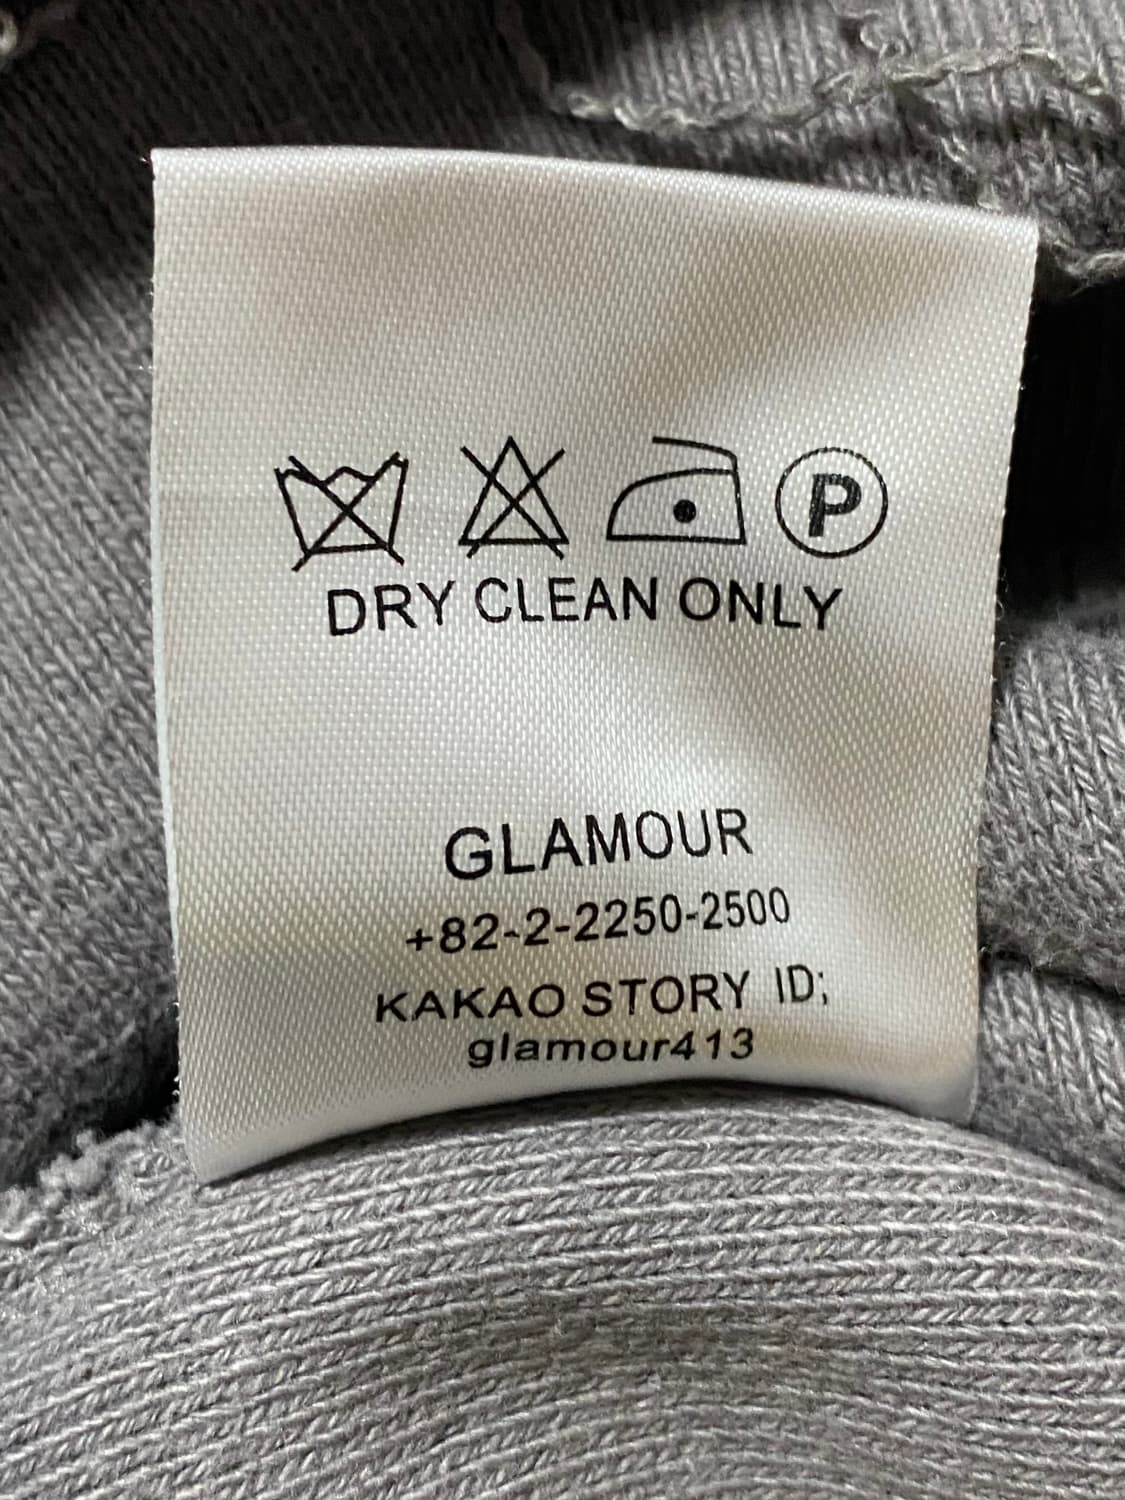 P
DRY CLEAN ONLY
GLAMOUR
+82-2-2250-2500
KAKAO STORY ID;
glamour413